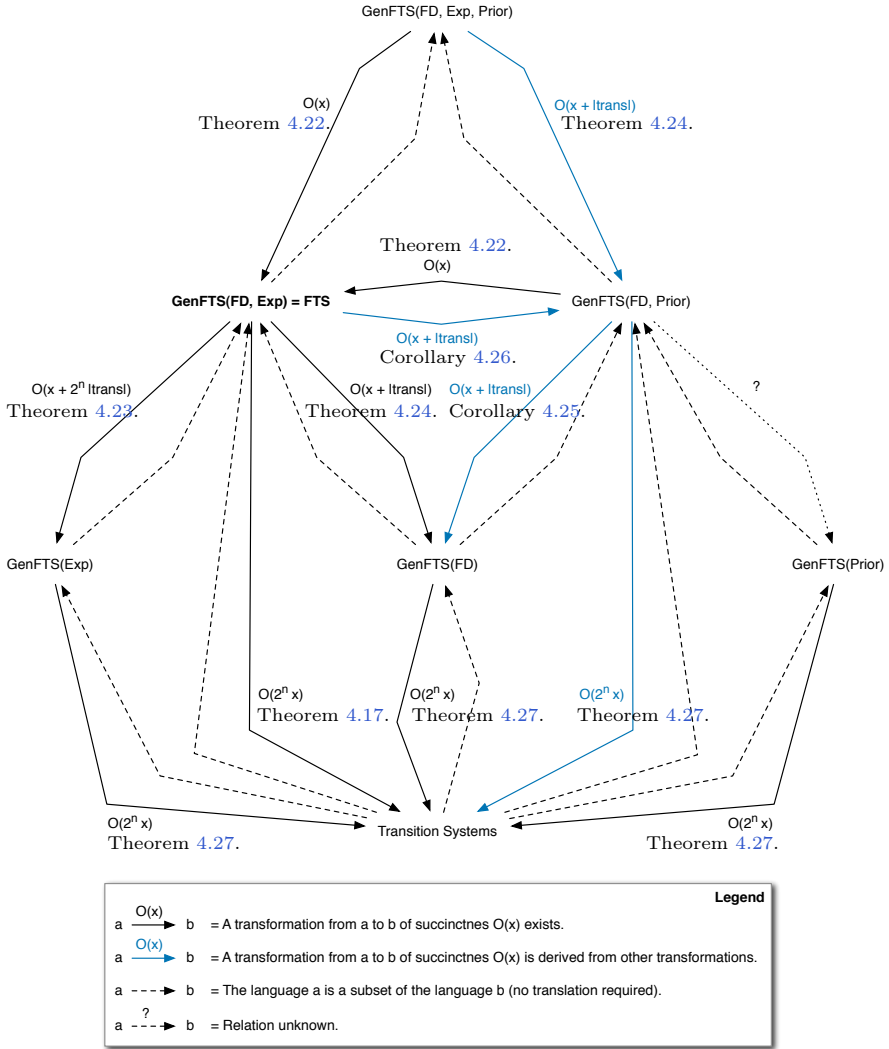 GenFTS(FD, Exp, Prior)
O(x)
Theorem 4.22.
O(x + |transl)
Theorem 4.24.
Theorem 4.22.
O(x)
GenFTS(FD, Exp) = FTS
GenFTS(FD, Prior)
O(x + |transl)
Corollary 4.26.
O(x + 2ⁿ |transl)
Theorem 4.23.
O(x + |transl)
Theorem 4.24.
O(x + |transl)
Corollary 4.25.
?
GenFTS(Exp)
GenFTS(FD)
GenFTS(Prior)
O(2ⁿ x)
Theorem 4.17.
O(2ⁿ x)
Theorem 4.27.
O(2ⁿ x)
Theorem 4.27.
Transition Systems
O(2ⁿ x)
Theorem 4.27.
O(2ⁿ x)
Theorem 4.27.
Legend
a O(x) b = A transformation from a to b of succinctnes O(x) exists.
a O(x) b = A transformation from a to b of succinctnes O(x) is derived from other transformations.
a b = The language a is a subset of the language b (no translation required).
a ? b = Relation unknown.